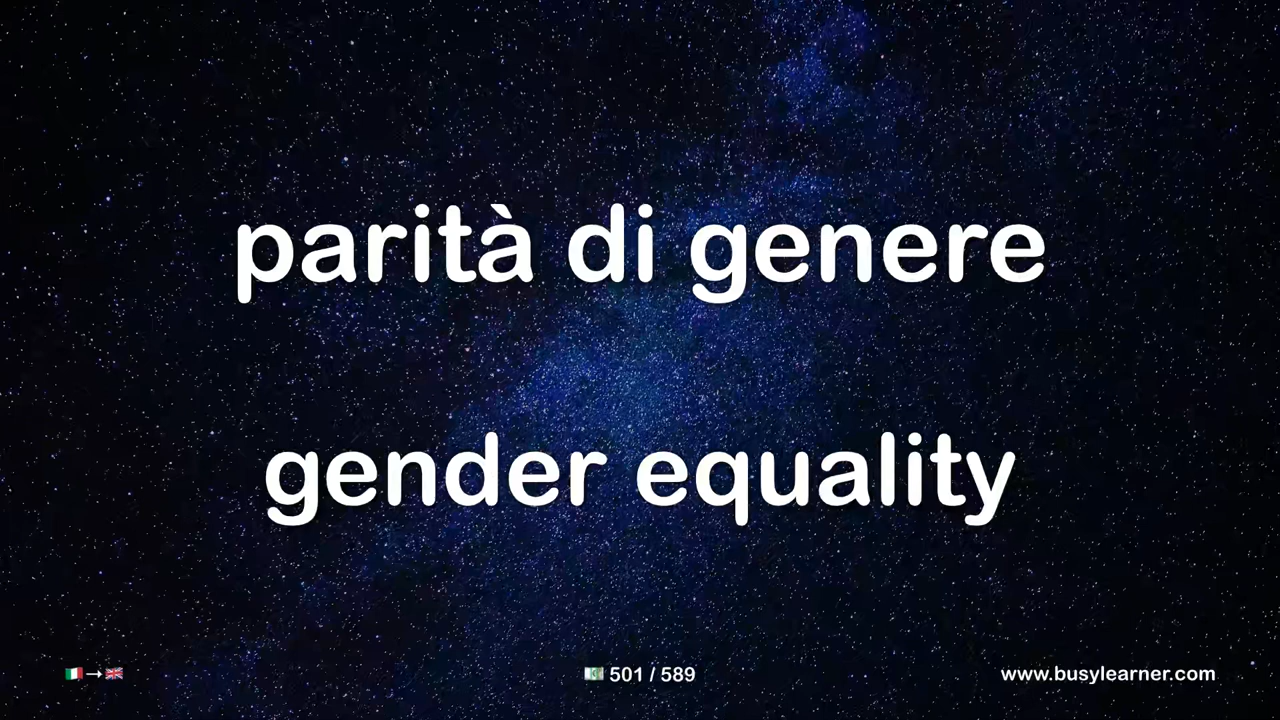 parità di genere
gender equality
🇮🇹→🇬🇧
💵 501 / 589
www.busylearner.com